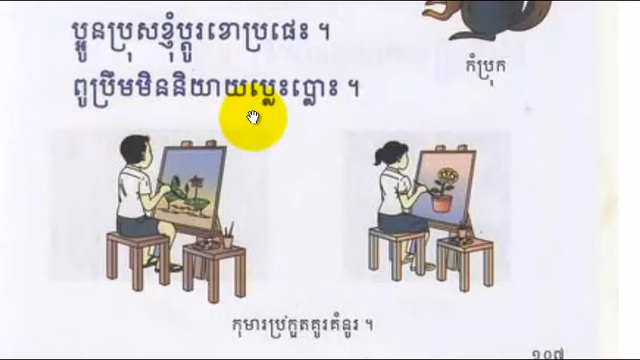 ប្អូនប្រុសខ្ញុំប្ដូរខោប្រផេះ ។
កំប្រុក
ពូប្រឹមមិននិយាយប្លេះប្លោះ ។
កុមារប្រកួតគូរគំនូរ ។
១០៧